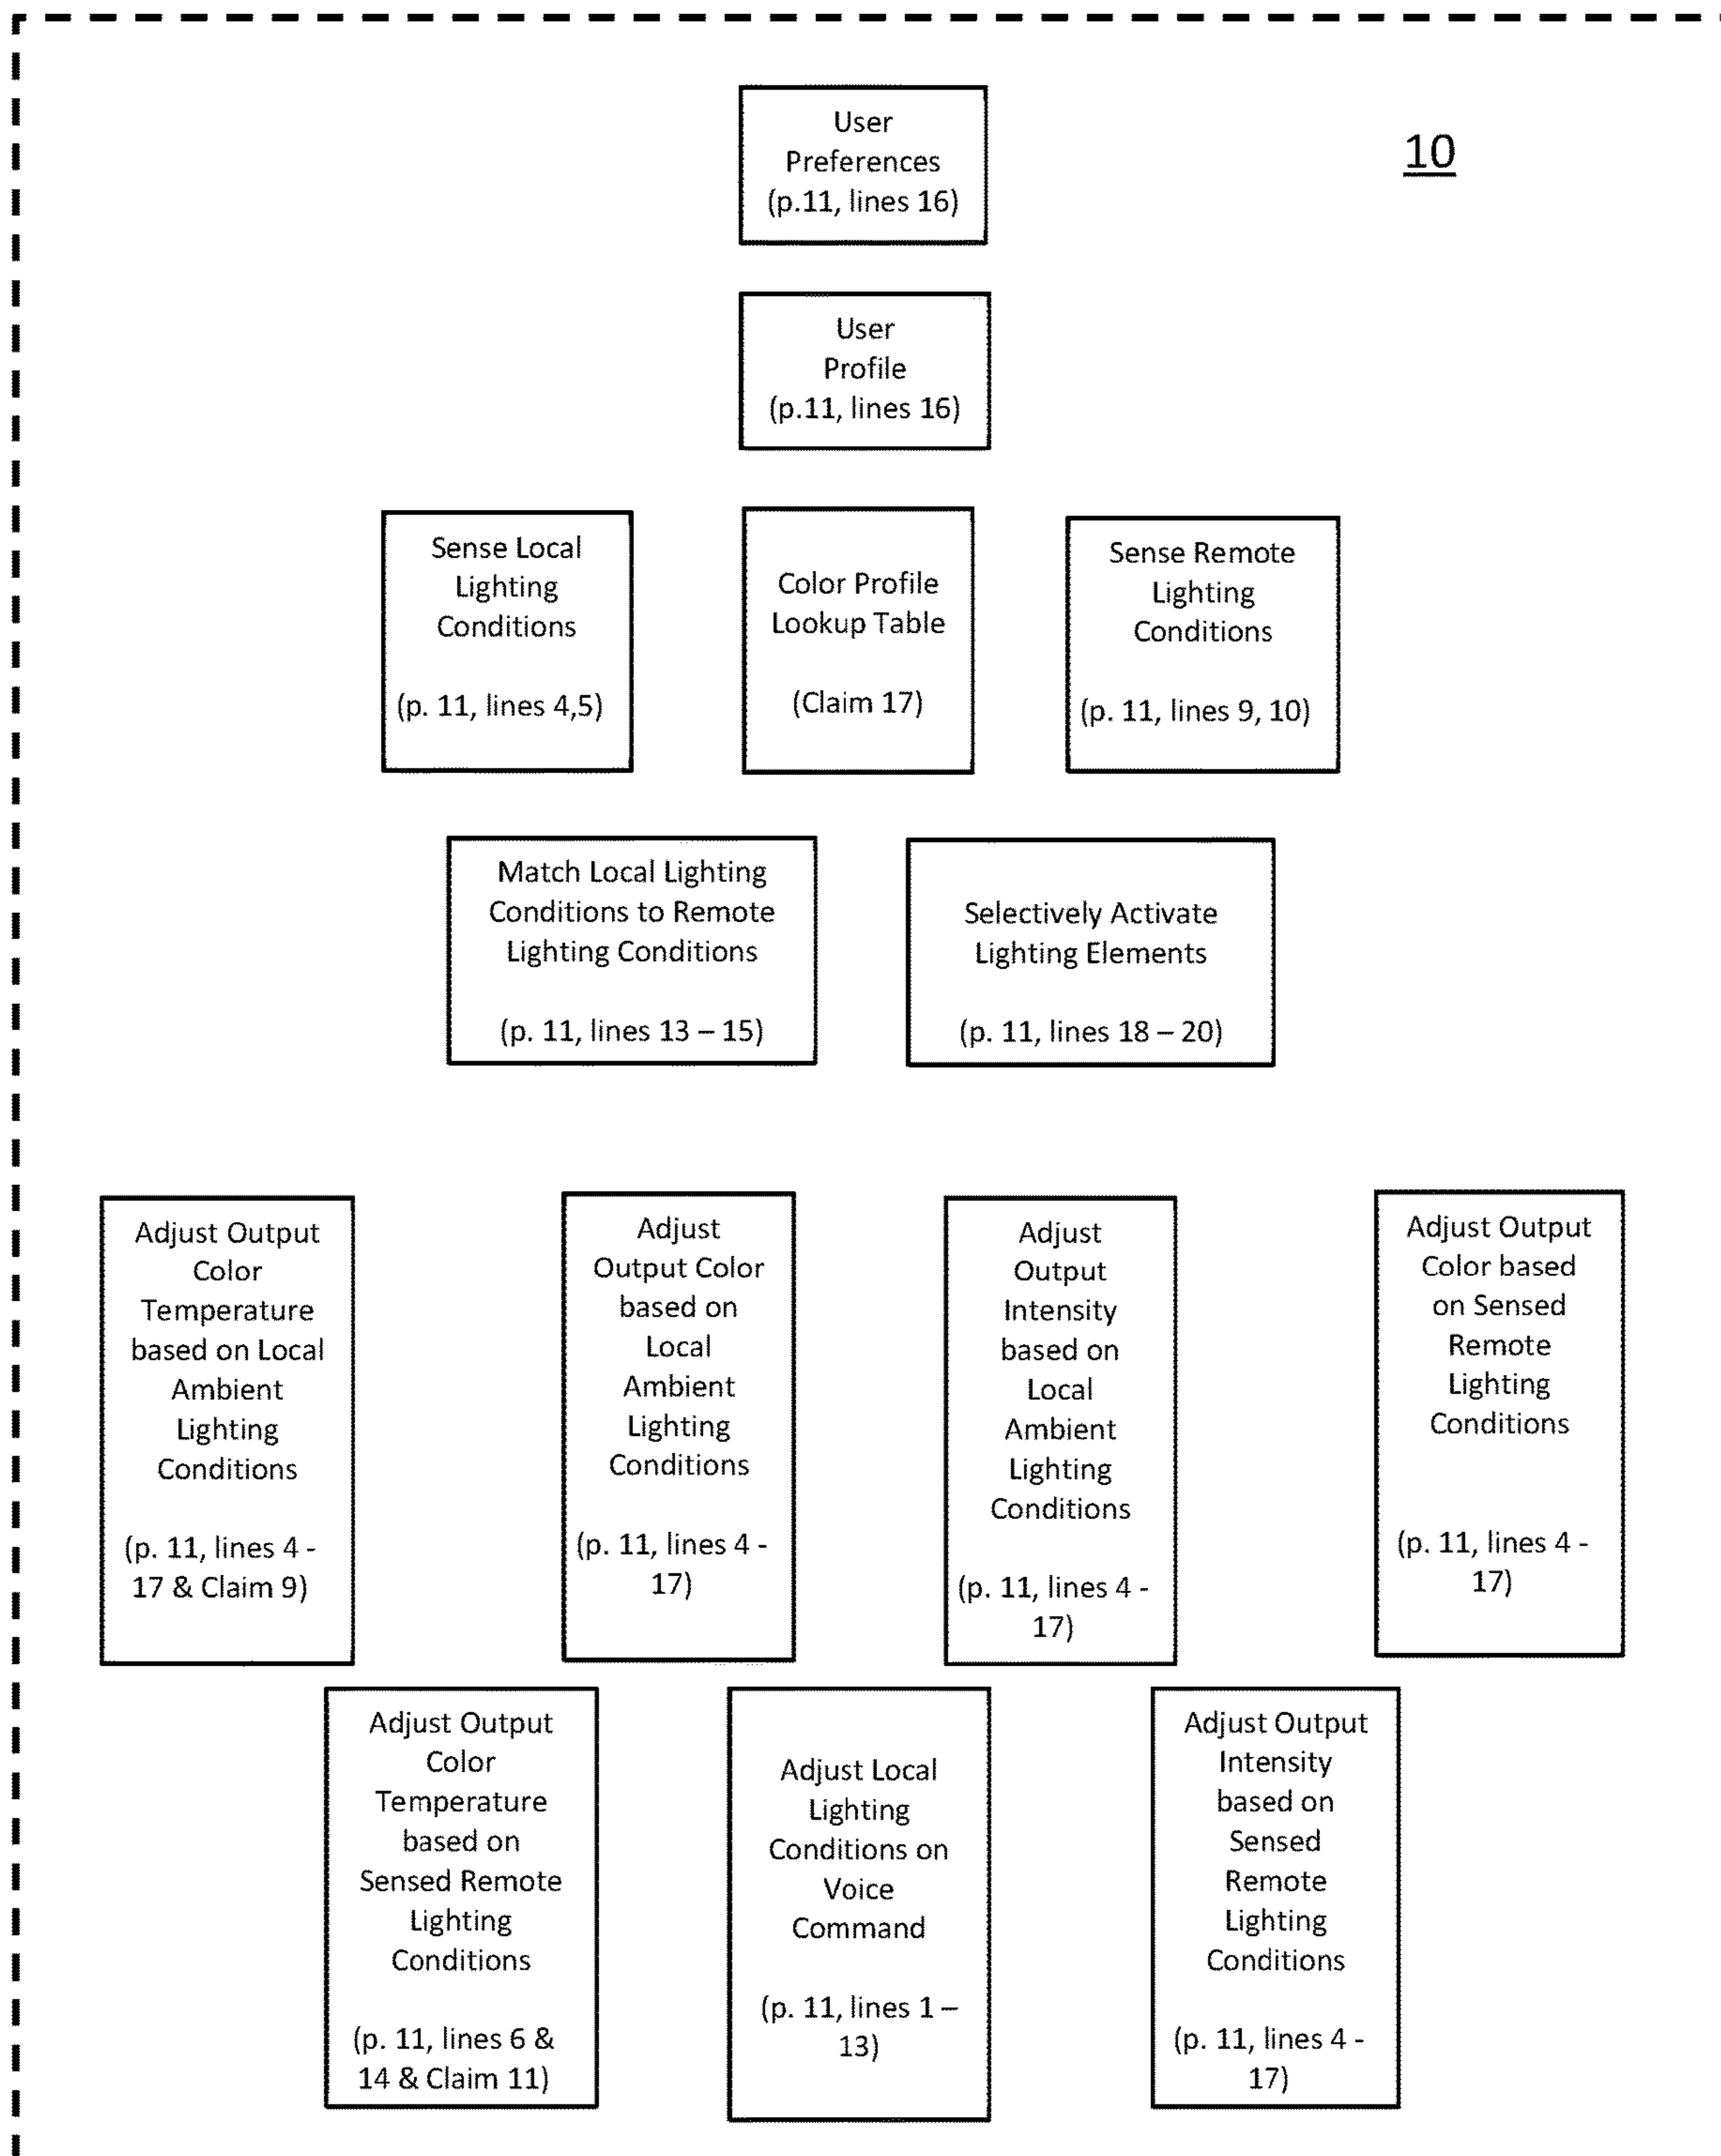 User
Preferences
(p.11, lines 16)
10
User
Profile
(p.11, lines 16)
Sense Local
Lighting
Conditions
(p. 11, lines 4,5)
Color Profile
Lookup Table
(Claim 17)
Sense Remote
Lighting
Conditions
(p. 11, lines 9, 10)
Match Local Lighting
Conditions to Remote
Lighting Conditions
(p. 11, lines 13 – 15)
Selectively Activate
Lighting Elements
(p. 11, lines 18 – 20)
Adjust Output
Color
Temperature
based on Local
Ambient
Lighting
Conditions
(p. 11, lines 4 -
17 & Claim 9)
Adjust
Output Color
based on
Local
Ambient
Lighting
Conditions
(p. 11, lines 4 -
17)
Adjust
Output
Intensity
based on
Local
Ambient
Lighting
Conditions
(p. 11, lines 4 -
17)
Adjust Output
Color based
on Sensed
Remote
Lighting
Conditions
(p. 11, lines 4 -
17)
Adjust Output
Color
Temperature
based on
Sensed Remote
Lighting
Conditions
(p. 11, lines 6 &
14 & Claim 11)
Adjust Local
Lighting
Conditions on
Voice
Command
(p. 11, lines 1 –
13)
Adjust Output
Intensity
based on
Sensed
Remote
Lighting
Conditions
(p. 11, lines 4 -
17)